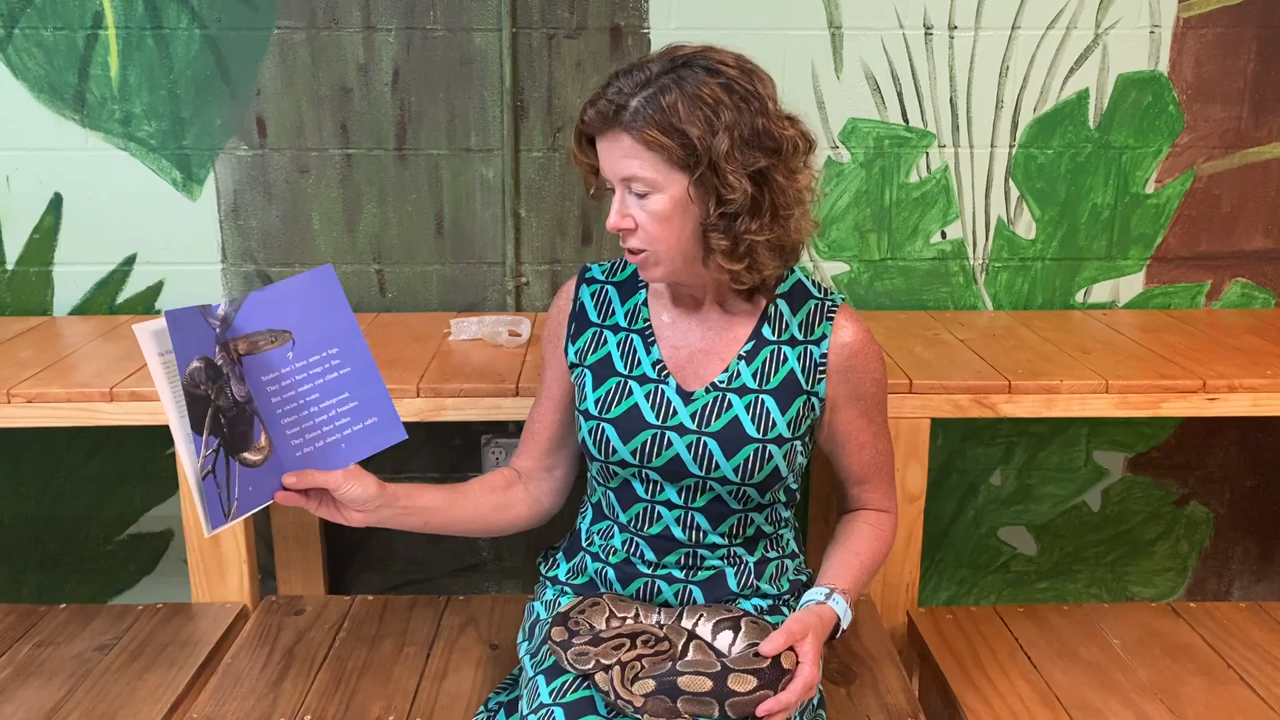 Snakes don't have arms or legs.
They don't have wings or fins.
But some snakes can climb trees
or swim in water.
Others can dig underground.
Some even jump off branches.
They flatten their bodies
so they fall slowly and land safely.